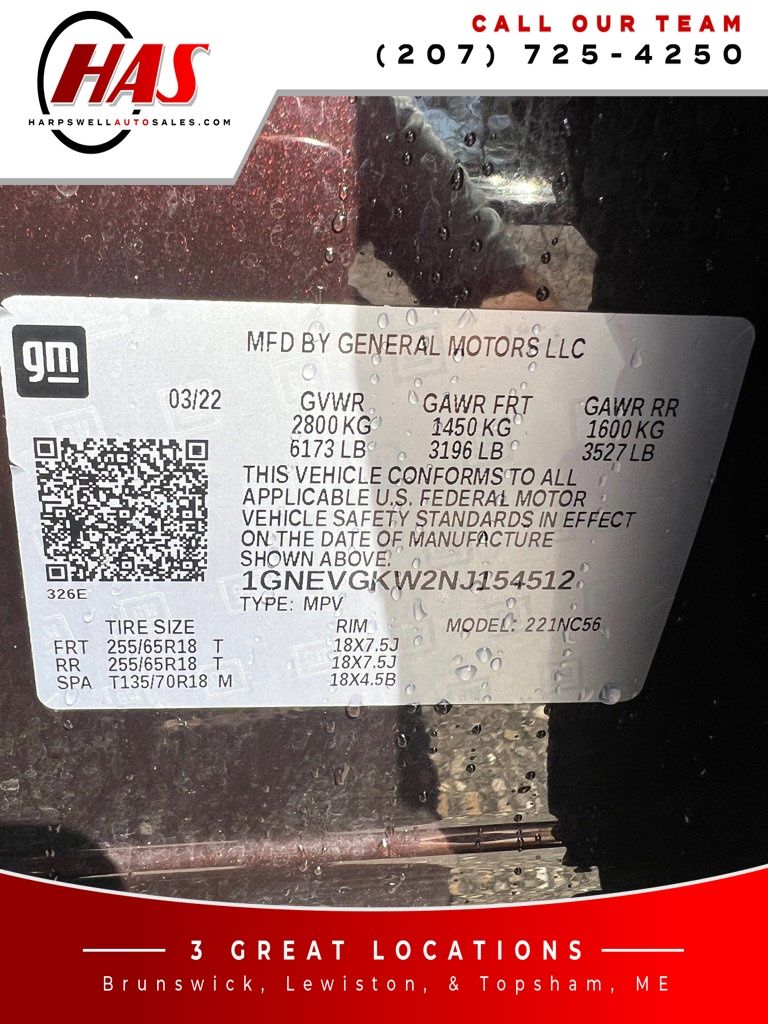 HAS
HARPSWELLAUTOSALES.COM
CALL OUR TEAM
(207) 725-4250
gm
MFD BY GENERAL MOTORS LLC
03/22 GVWR GAWR FRT GAWR RR
2800 KG 1450 KG 1600 KG
6173 LB 3196 LB 3527 LB
THIS VEHICLE CONFORMS TO ALL
APPLICABLE U.S. FEDERAL MOTOR
VEHICLE SAFETY STANDARDS IN EFFECT
ON THE DATE OF MANUFACTURE
SHOWN ABOVE.
326E
1GNEVGKW2NJ154512
TYPE: MPV MODEL: 221NC56
TIRE SIZE RIM
FRT 255/65R18 T 18X7.5J
RR 255/65R18 T 18X7.5J
SPA T135/70R18 M 18X4.5B
3 GREAT LOCATIONS
Brunswick, Lewiston, & Topsham, ME